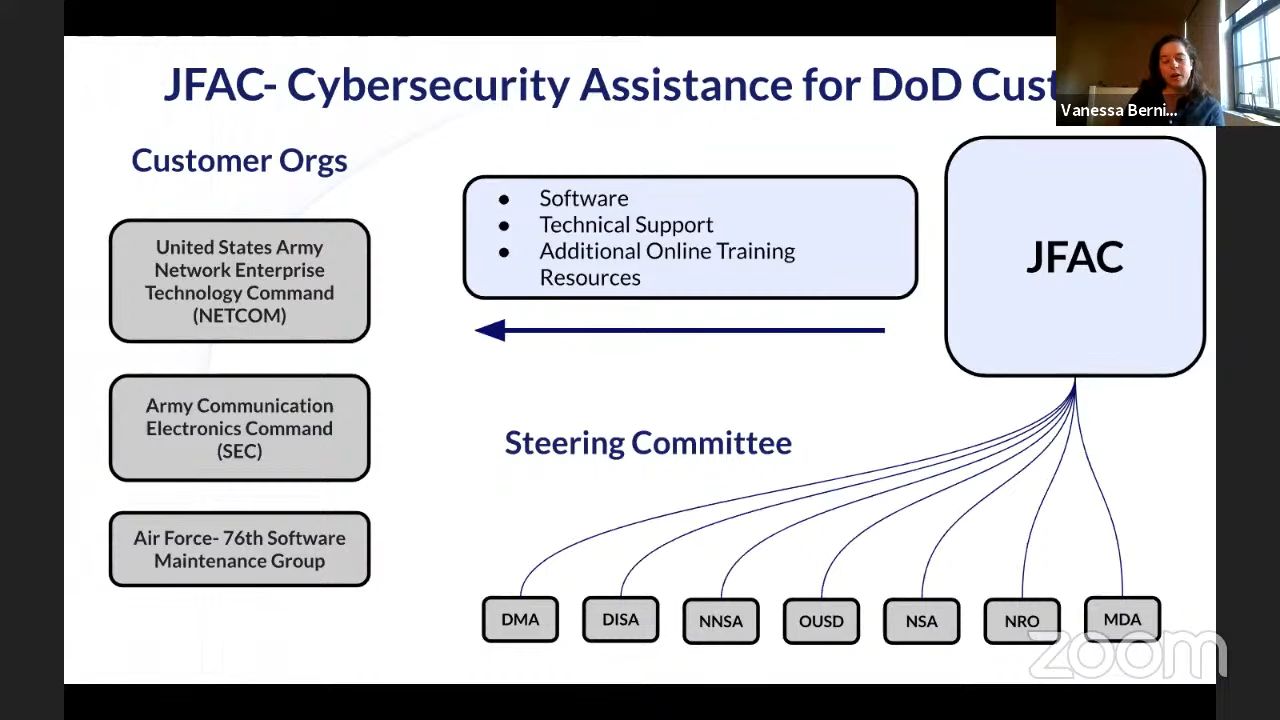 JFAC- Cybersecurity Assistance for DoD Cust
Vanessa Berni...
Customer Orgs
United States Army
Network Enterprise
Technology Command
(NETCOM)
Army Communication
Electronics Command
(SEC)
Air Force- 76th Software
Maintenance Group
● Software
● Technical Support
● Additional Online Training
Resources
JFAC
Steering Committee
DMA
DISA
NNSA
OUSD
NSA
NRO
MDA
zoom